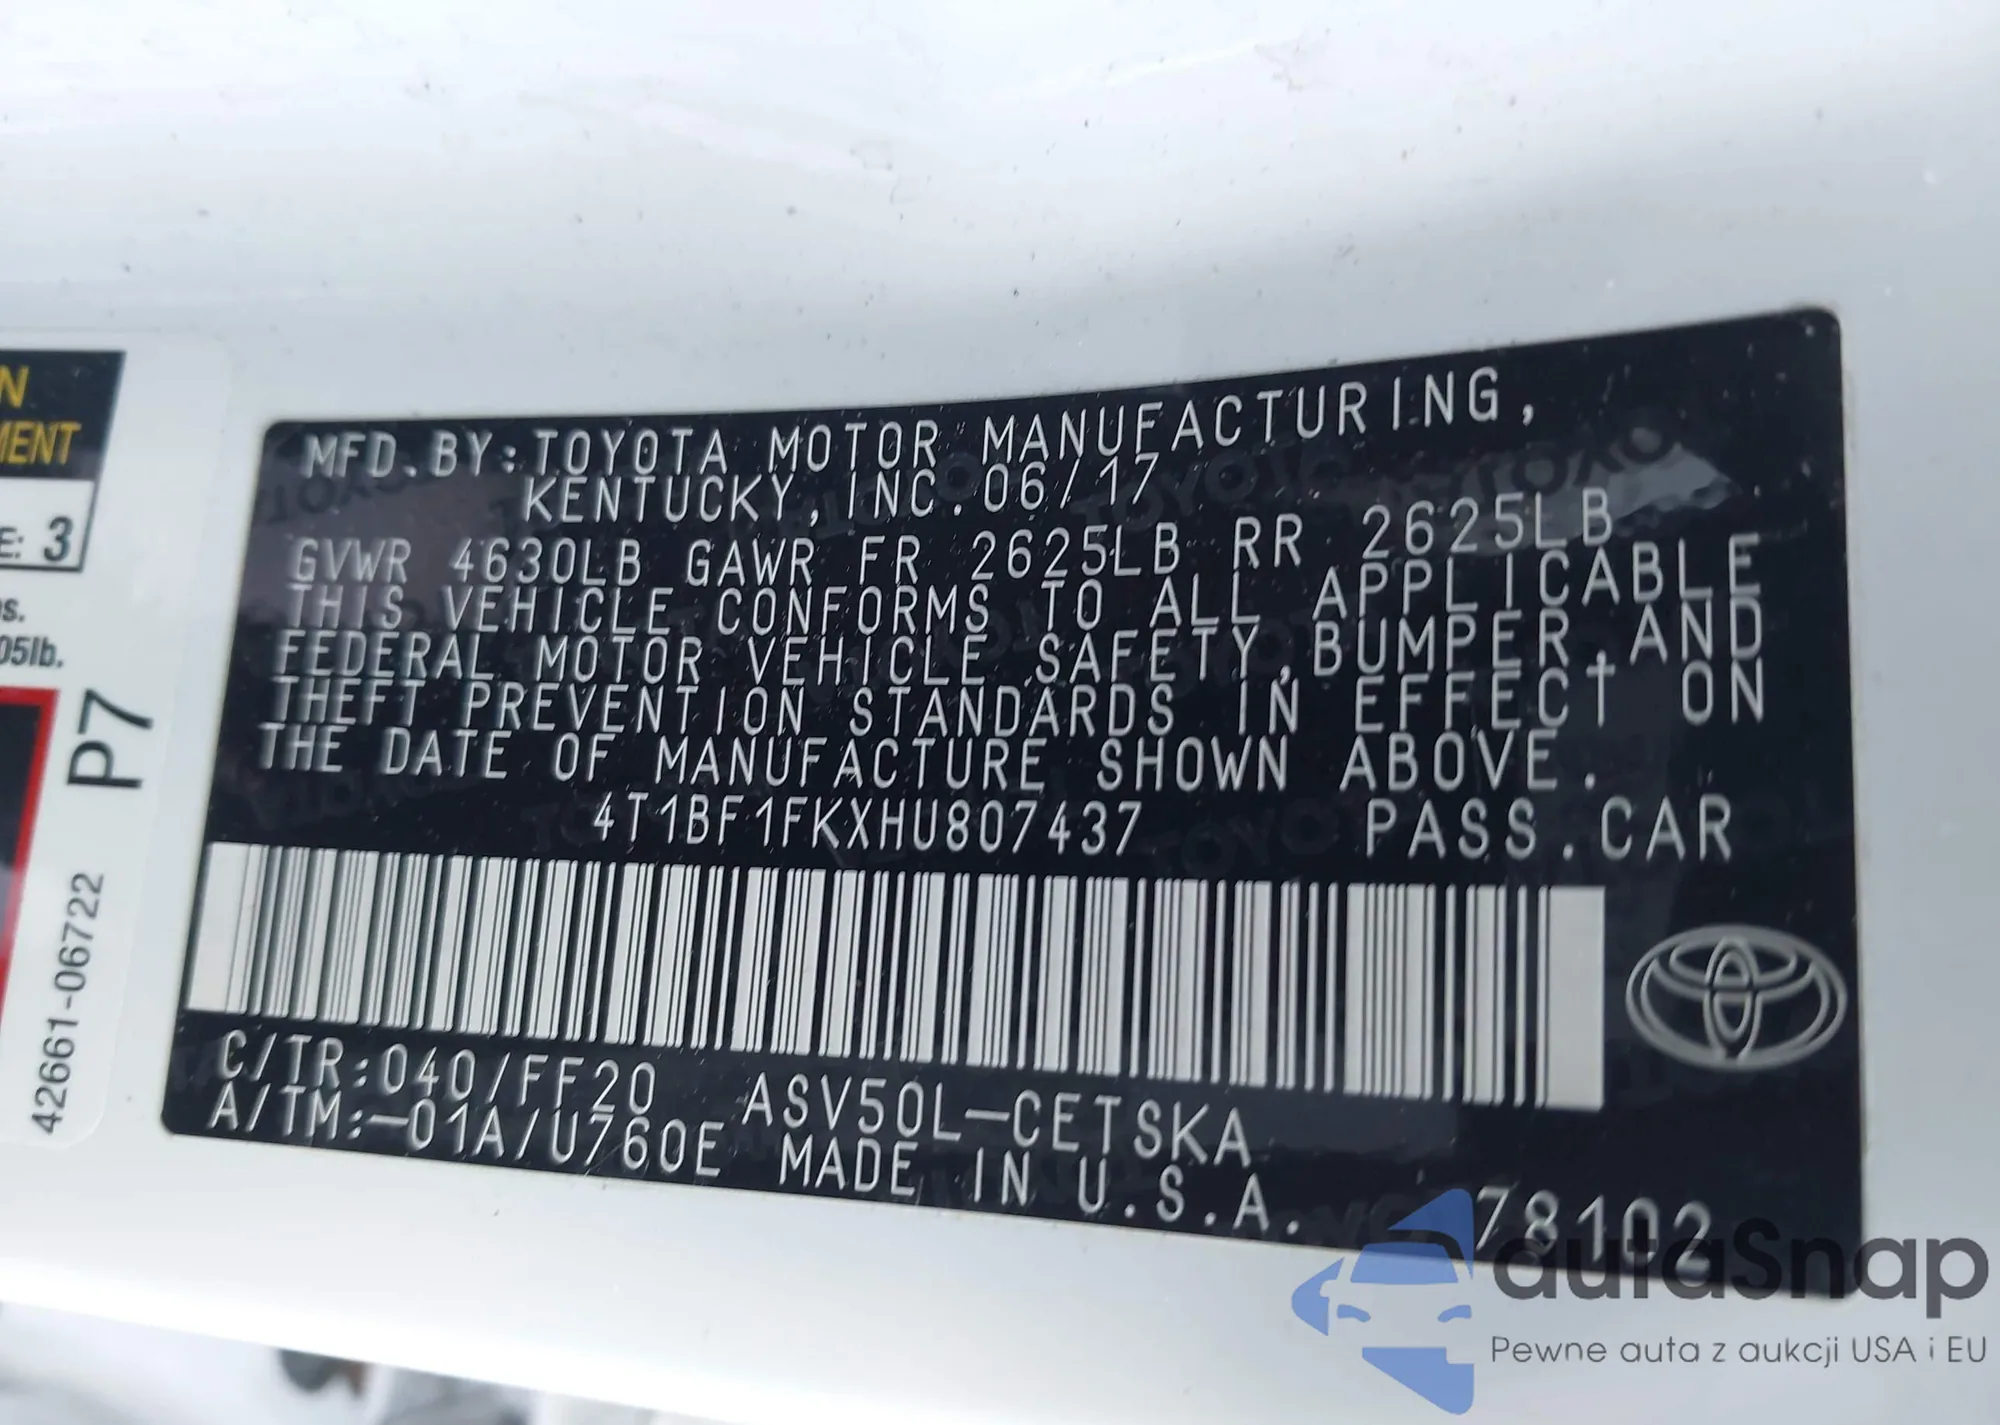 N
MENT
E: 3
s.
05lb.
P7
42661-06722
MFD.BY:TOYOTA MOTOR MANUFACTURING,
KENTUCKY,INC.06/17
GVWR 4630LB GAWR FR 2625LB RR 2625LB
THIS VEHICLE CONFORMS TO ALL APPLICABLE
FEDERAL MOTOR VEHICLE SAFETY,BUMPER,AND
THEFT PREVENTION STANDARDS IN EFFECT ON
THE DATE OF MANUFACTURE SHOWN ABOVE.
4T1BF1FKXHU807437 PASS.CAR
C/TR:040/FF20 ASV50L-CETSKA
A/TM:-01A/U760E MADE IN U.S.A.
78102
autaSnap
Pewne auta z aukcji USA i EU